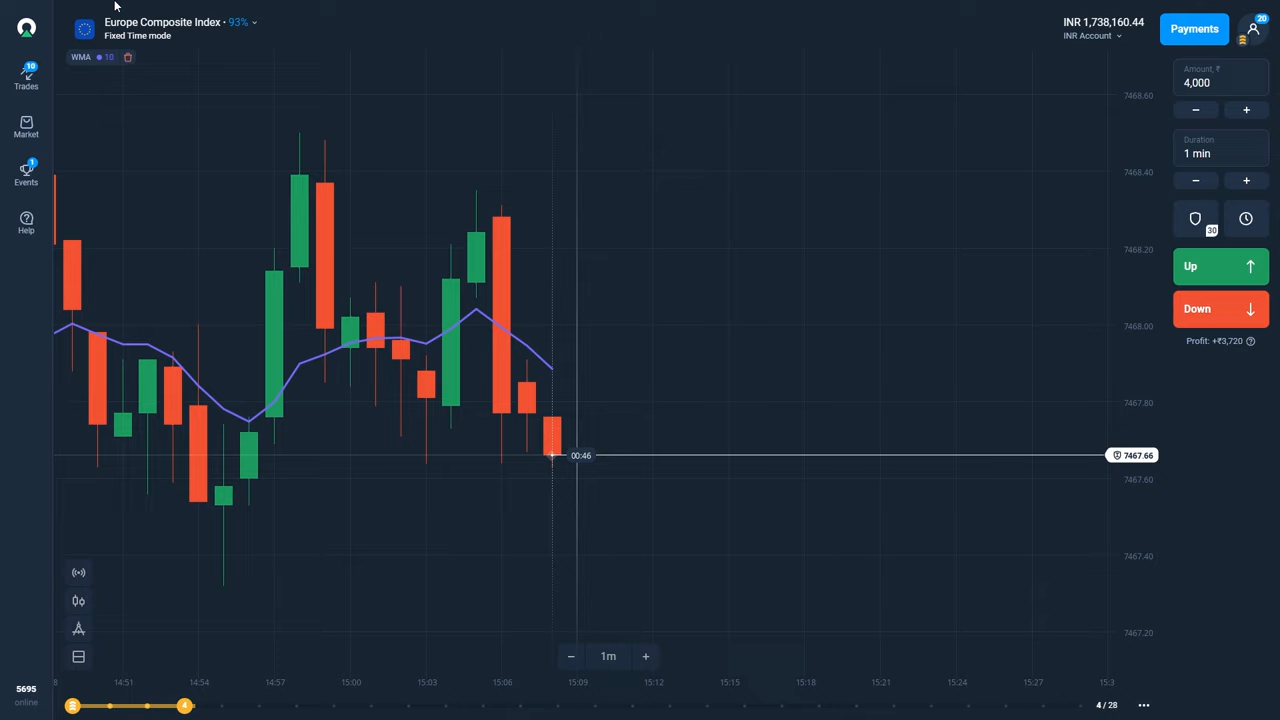 Europe Composite Index • 93%
Fixed Time mode
INR 1,738,160.44
INR Account
Payments
20
WMA 10
10
Trades
Market
1
Events
Help
Amount, ₹
4,000
− +
Duration
1 min
− +
30
Up
Down
Profit: +₹3,720
7468.60
7468.40
7468.20
7468.00
7467.80
7467.66
7467.60
7467.40
7467.20
00:46
− 1m +
8 14:51 14:54 14:57 15:00 15:03 15:06 15:09 15:12 15:15 15:18 15:21 15:24 15:27 15:3
5695
online
4
4 / 28